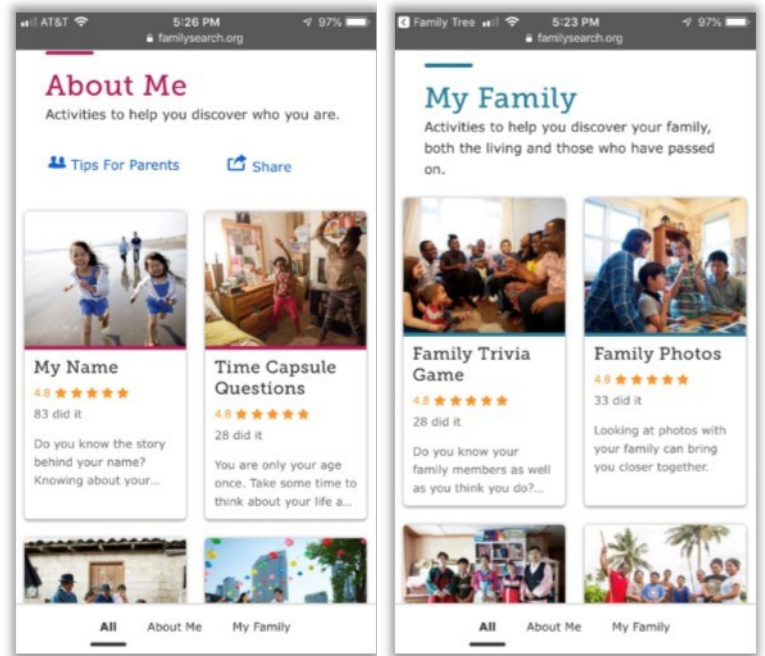 AT&T 5:26 PM 97%
familysearch.org
About Me
Activities to help you discover who you are.
Tips For Parents Share
My Name
4.8
83 did it
Do you know the story
behind your name?
Knowing about your...
Time Capsule
Questions
4.8
28 did it
You are only your age
once. Take some time to
think about your life a...
All About Me My Family
Family Tree 5:23 PM 97%
familysearch.org
My Family
Activities to help you discover your family,
both the living and those who have passed
on.
Family Trivia
Game
4.8
28 did it
Do you know your
family members as well
as you think you do?...
Family Photos
4.8
33 did it
Looking at photos with
your family can bring
you closer together.
All About Me My Family